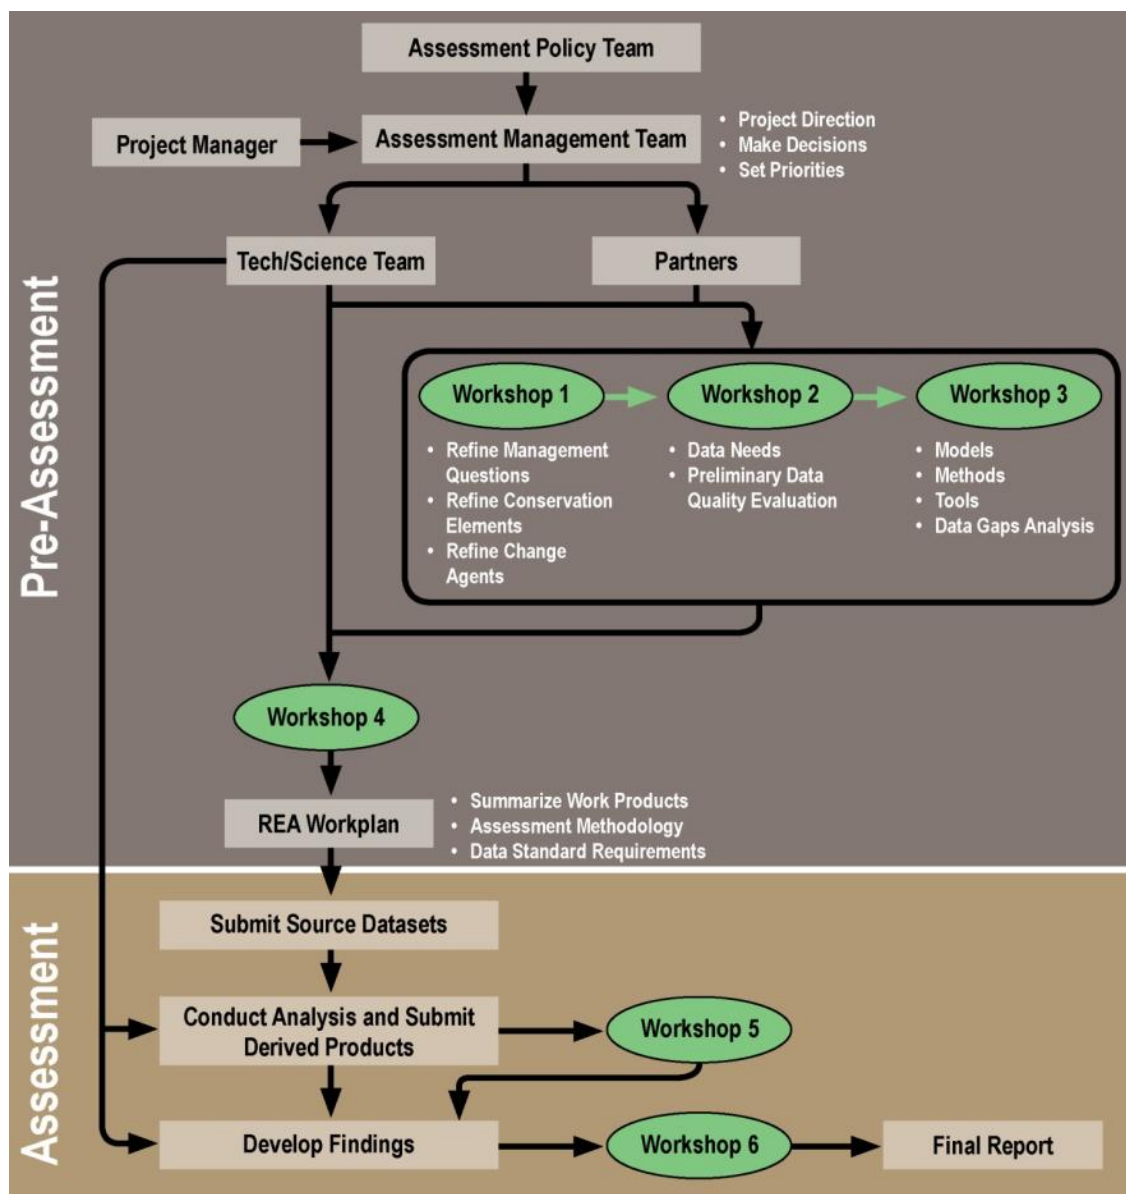 Assessment Policy Team
Project Manager
Assessment Management Team
• Project Direction
• Make Decisions
• Set Priorities
Tech/Science Team
Partners
Pre-Assessment
Workshop 1
• Refine Management
Questions
• Refine Conservation
Elements
• Refine Change
Agents
Workshop 2
• Data Needs
• Preliminary Data
Quality Evaluation
Workshop 3
• Models
• Methods
• Tools
• Data Gaps Analysis
Workshop 4
REA Workplan
• Summarize Work Products
• Assessment Methodology
• Data Standard Requirements
Assessment
Submit Source Datasets
Conduct Analysis and Submit
Derived Products
Workshop 5
Develop Findings
Workshop 6
Final Report